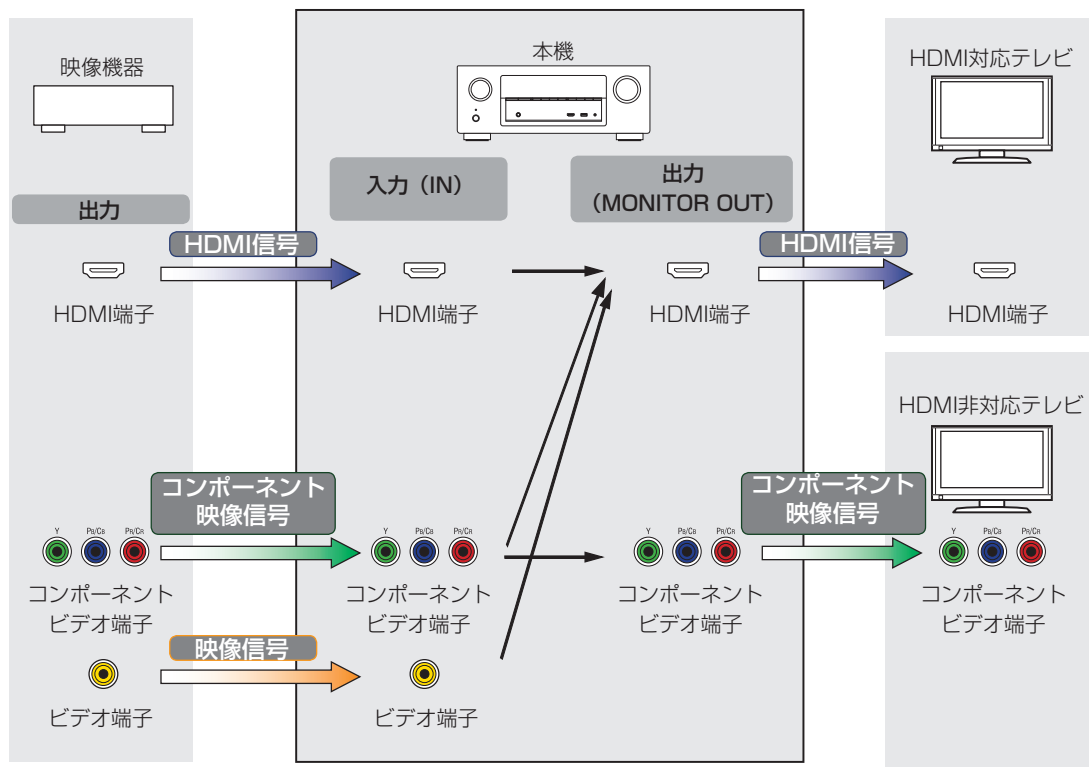 映像機器
出力
HDMI信号
HDMI端子
コンポーネント
映像信号
Y PB/CB PR/CR
コンポーネント
ビデオ端子
映像信号
ビデオ端子
本機
入力（IN）
HDMI端子
Y PB/CB PR/CR
コンポーネント
ビデオ端子
ビデオ端子
出力
（MONITOR OUT）
HDMI端子
Y PB/CB PR/CR
コンポーネント
ビデオ端子
HDMI信号
コンポーネント
映像信号
HDMI対応テレビ
HDMI端子
HDMI非対応テレビ
Y PB/CB PR/CR
コンポーネント
ビデオ端子